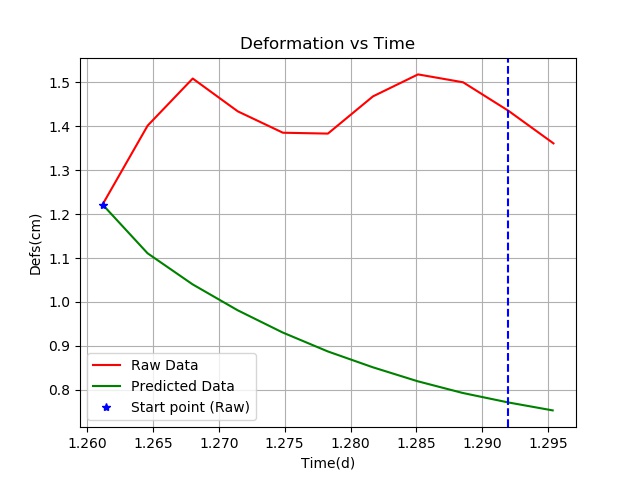 Deformation vs Time
Defs(cm)
1.5
1.4
1.3
1.2
1.1
1.0
0.9
0.8
Raw Data
Predicted Data
Start point (Raw)
1.260 1.265 1.270 1.275 1.280 1.285 1.290 1.295
Time(d)